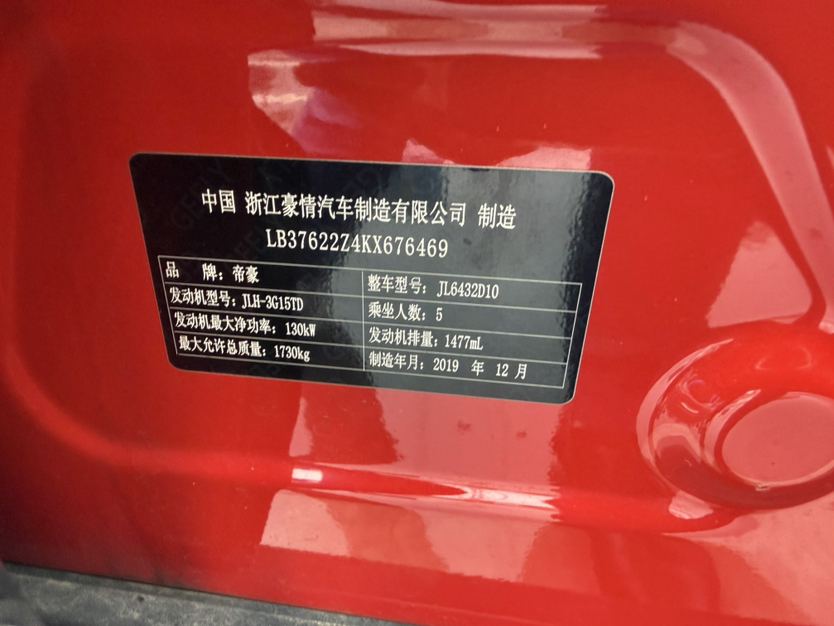 中国 浙江豪情汽车制造有限公司 制造
LB37622Z4KX676469
品 牌：帝豪 整车型号：JL6432D10
发动机型号：JLH-3G15TD 乘坐人数：5
发动机最大净功率：130kW 发动机排量：1477mL
最大允许总质量：1730kg 制造年月：2019 年 12 月